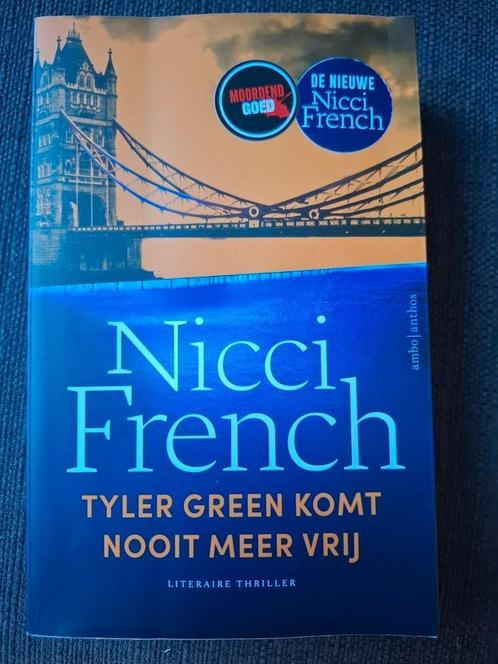 MOORDEND
GOED
DE NIEUWE
Nicci
French
ambo|anthos
Nicci
French
TYLER GREEN KOMT
NOOIT MEER VRIJ
LITERAIRE THRILLER